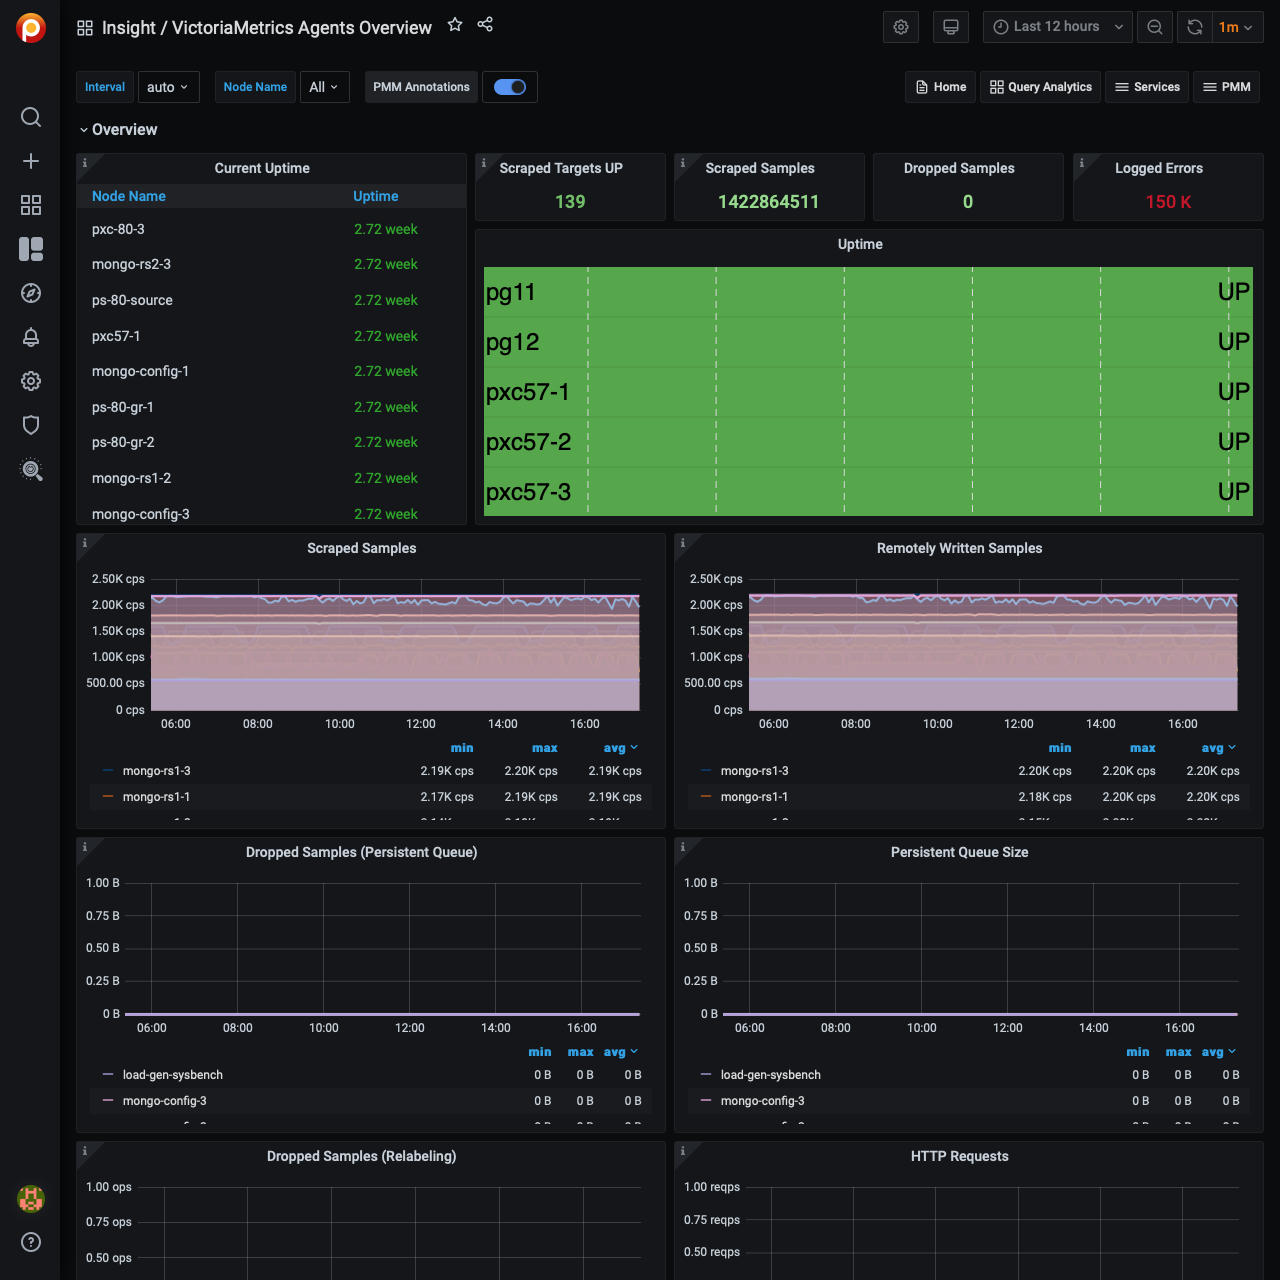 Insight / VictoriaMetrics Agents Overview
Last 12 hours
1m
Interval auto Node Name All PMM Annotations
Home Query Analytics Services PMM
Overview
Current Uptime
Node Name Uptime
pxc-80-3 2.72 week
mongo-rs2-3 2.72 week
ps-80-source 2.72 week
pxc57-1 2.72 week
mongo-config-1 2.72 week
ps-80-gr-1 2.72 week
ps-80-gr-2 2.72 week
mongo-rs1-2 2.72 week
mongo-config-3 2.72 week
Scraped Targets UP
139
Scraped Samples
1422864511
Dropped Samples
0
Logged Errors
150 K
Uptime
pg11 UP
pg12 UP
pxc57-1 UP
pxc57-2 UP
pxc57-3 UP
Scraped Samples
2.50K cps
2.00K cps
1.50K cps
1.00K cps
500.00 cps
0 cps
06:00 08:00 10:00 12:00 14:00 16:00
min max avg
mongo-rs1-3 2.19K cps 2.20K cps 2.19K cps
mongo-rs1-1 2.17K cps 2.19K cps 2.19K cps
Remotely Written Samples
2.50K cps
2.00K cps
1.50K cps
1.00K cps
500.00 cps
0 cps
06:00 08:00 10:00 12:00 14:00 16:00
min max avg
mongo-rs1-3 2.20K cps 2.20K cps 2.20K cps
mongo-rs1-1 2.18K cps 2.20K cps 2.20K cps
Dropped Samples (Persistent Queue)
1.00 B
0.75 B
0.50 B
0.25 B
0 B
06:00 08:00 10:00 12:00 14:00 16:00
min max avg
load-gen-sysbench 0 B 0 B 0 B
mongo-config-3 0 B 0 B 0 B
Persistent Queue Size
1.00 B
0.75 B
0.50 B
0.25 B
0 B
06:00 08:00 10:00 12:00 14:00 16:00
min max avg
load-gen-sysbench 0 B 0 B 0 B
mongo-config-3 0 B 0 B 0 B
Dropped Samples (Relabeling)
1.00 ops
0.75 ops
0.50 ops
HTTP Requests
1.00 reqps
0.75 reqps
0.50 reqps